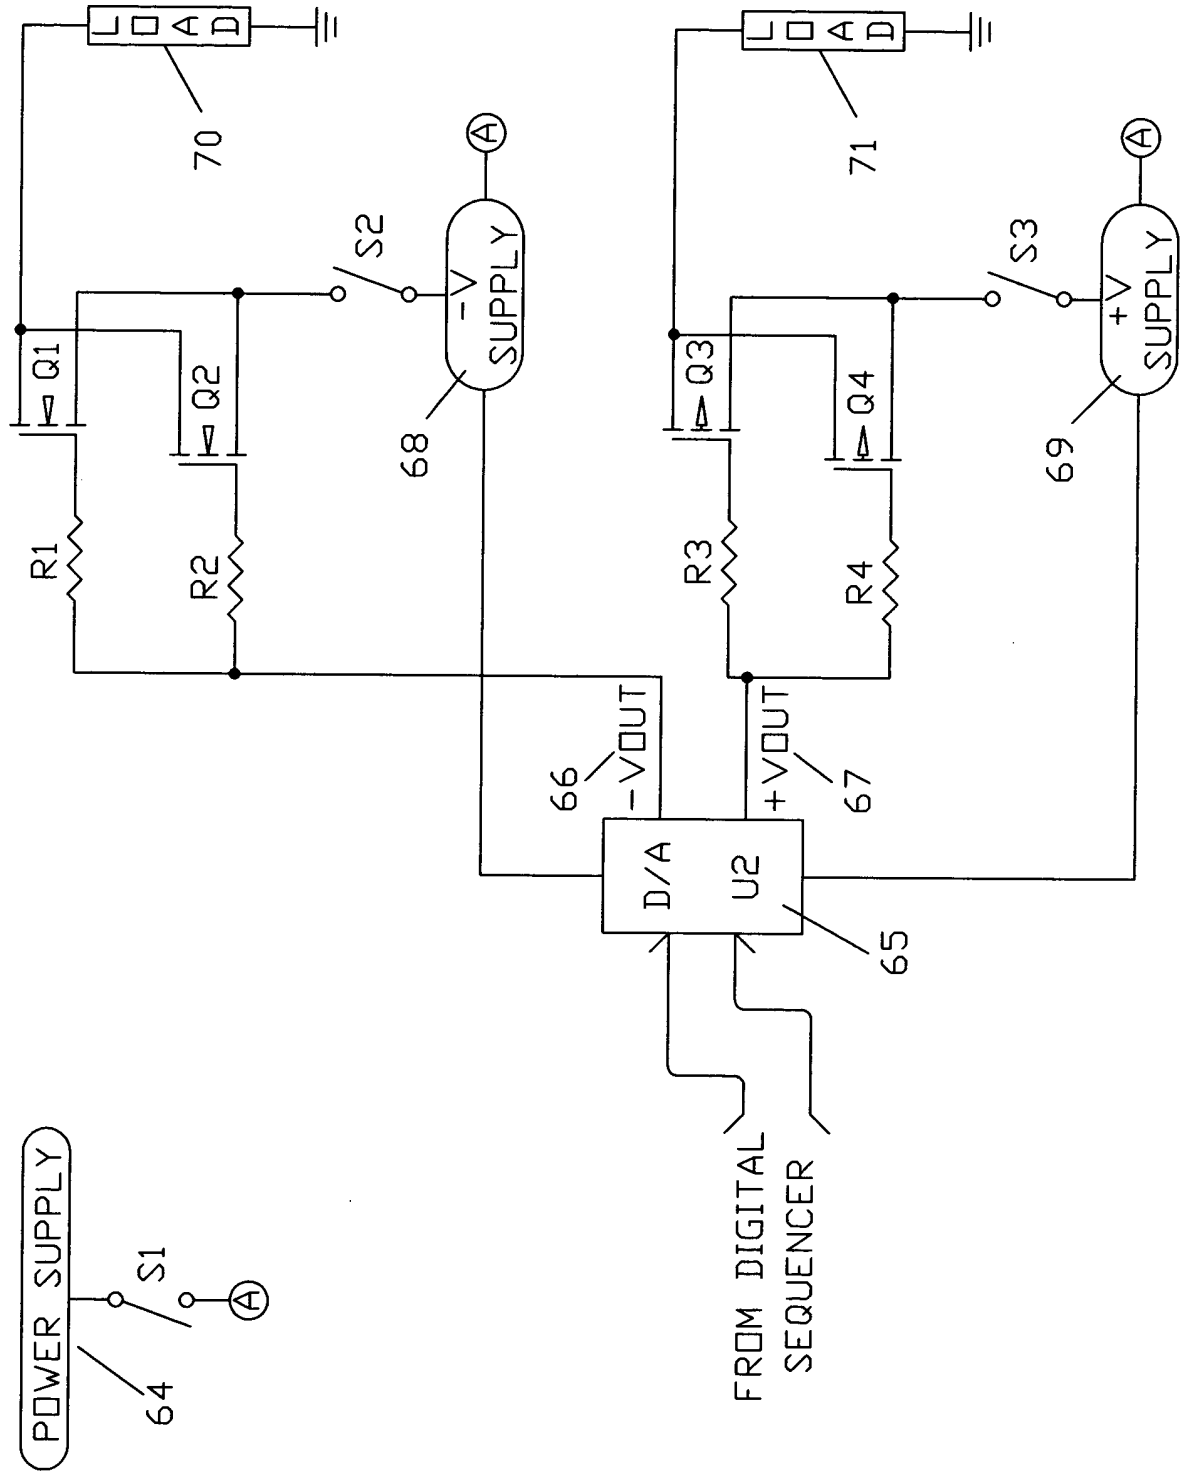 POWER SUPPLY
64
S1
A
FROM DIGITAL
SEQUENCER
D/A
U2
65
-VOUT
66
+VOUT
67
R1
R2
Q1
Q2
S2
-V
SUPPLY
68
A
LOAD
70
R3
R4
Q3
Q4
S3
+V
SUPPLY
69
A
LOAD
71